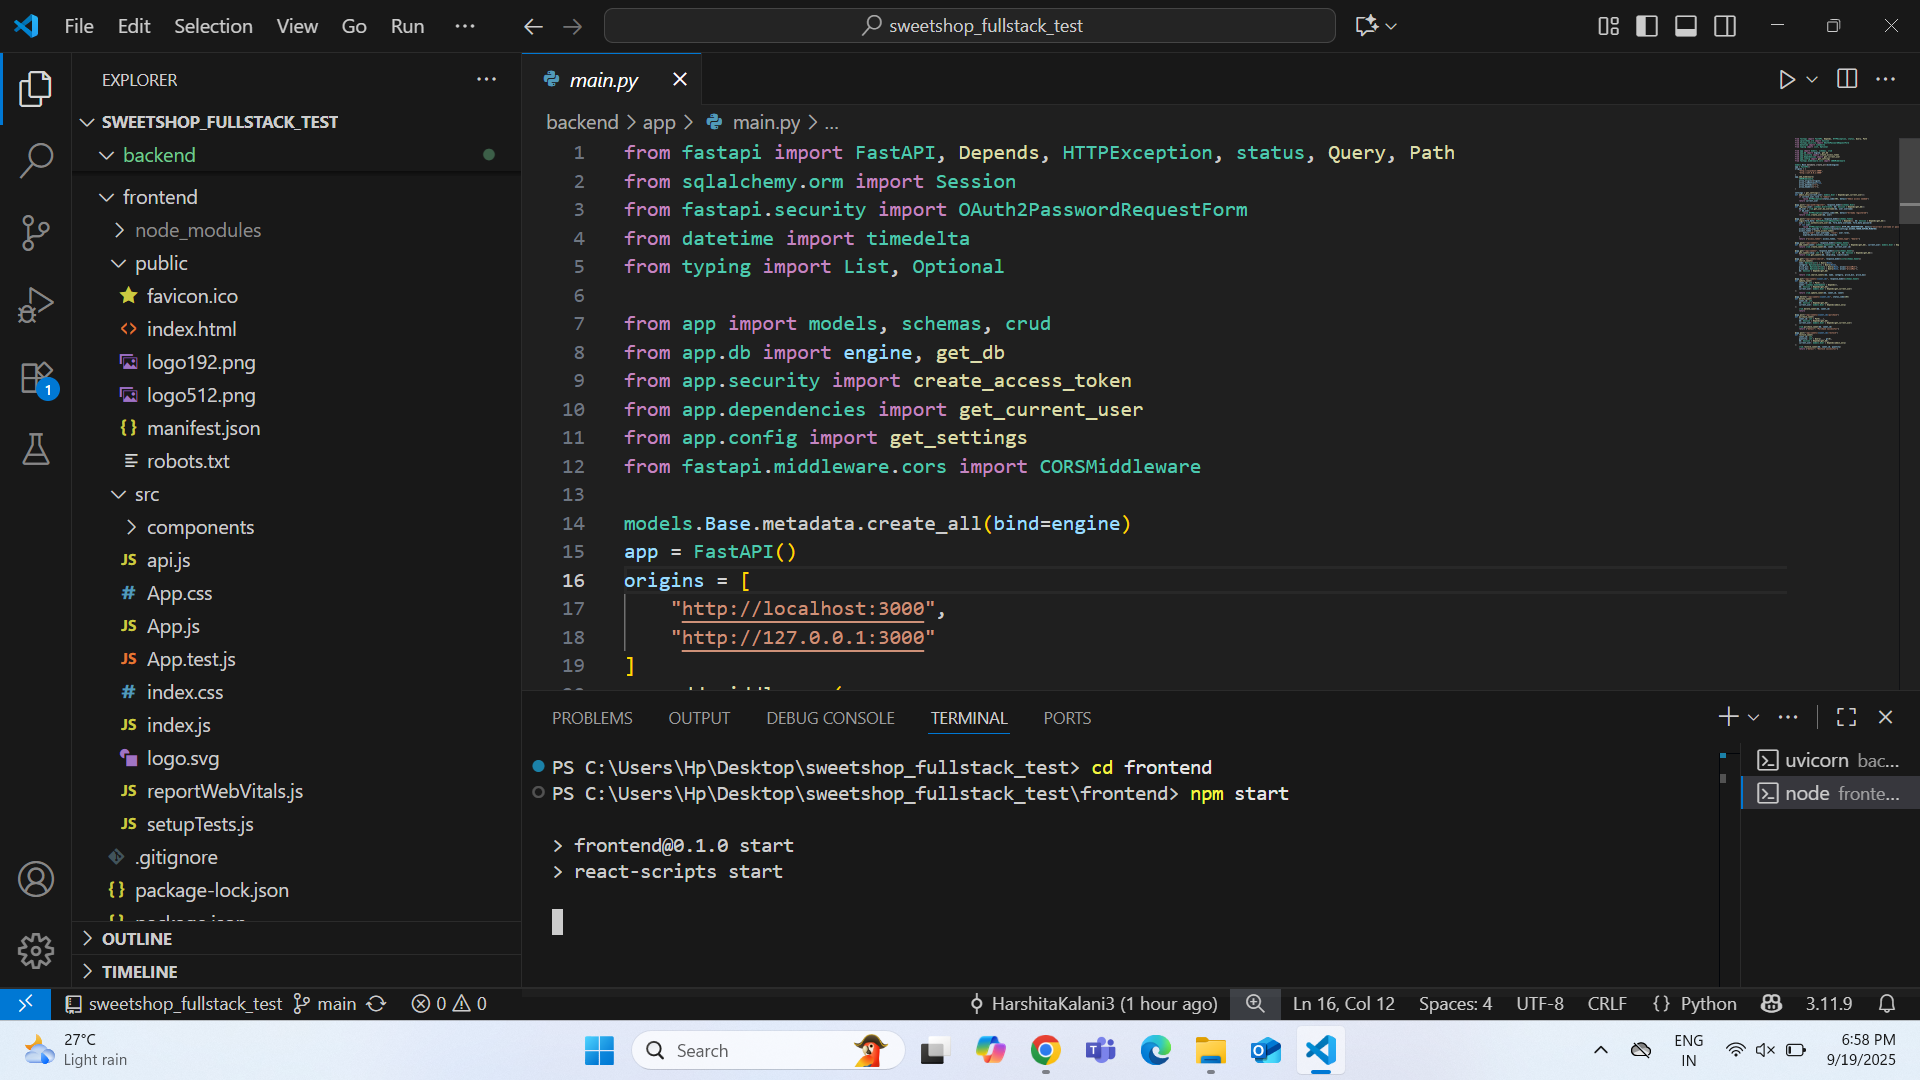 File Edit Selection View Go Run ... sweetshop_fullstack_test
EXPLORER
SWEETSHOP_FULLSTACK_TEST
backend
frontend
node_modules
public
favicon.ico
index.html
logo192.png
logo512.png
manifest.json
robots.txt
src
components
api.js
App.css
App.js
App.test.js
index.css
index.js
logo.svg
reportWebVitals.js
setupTests.js
.gitignore
package-lock.json
OUTLINE
TIMELINE
1
main.py
backend > app > main.py > ...
1 from fastapi import FastAPI, Depends, HTTPException, status, Query, Path
2 from sqlalchemy.orm import Session
3 from fastapi.security import OAuth2PasswordRequestForm
4 from datetime import timedelta
5 from typing import List, Optional
6
7 from app import models, schemas, crud
8 from app.db import engine, get_db
9 from app.security import create_access_token
10 from app.dependencies import get_current_user
11 from app.config import get_settings
12 from fastapi.middleware.cors import CORSMiddleware
13
14 models.Base.metadata.create_all(bind=engine)
15 app = FastAPI()
16 origins = [
17 "http://localhost:3000",
18 "http://127.0.0.1:3000"
19 ]
PROBLEMS OUTPUT DEBUG CONSOLE TERMINAL PORTS
PS C:\Users\Hp\Desktop\sweetshop_fullstack_test> cd frontend
PS C:\Users\Hp\Desktop\sweetshop_fullstack_test\frontend> npm start
> frontend@0.1.0 start
> react-scripts start
uvicorn bac...
node fronte...
sweetshop_fullstack_test main 0 0 HarshitaKalani3 (1 hour ago) Ln 16, Col 12 Spaces: 4 UTF-8 CRLF {} Python 3.11.9
27°C
Light rain
Search
ENG
IN
6:58 PM
9/19/2025